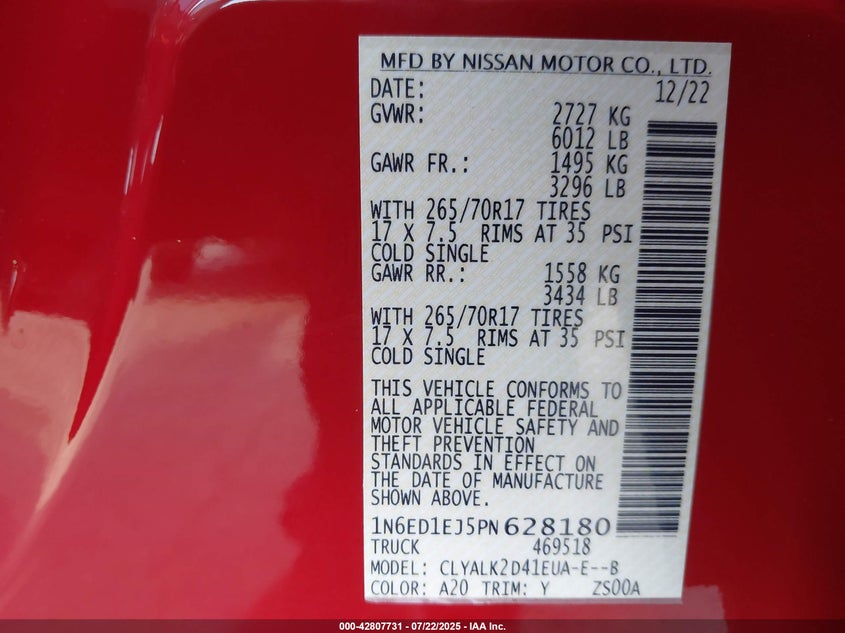 MFD BY NISSAN MOTOR CO., LTD.
DATE: 12/22
GVWR: 2727 KG
6012 LB
GAWR FR.: 1495 KG
3296 LB
WITH 265/70R17 TIRES
17 X 7.5 RIMS AT 35 PSI
COLD SINGLE
GAWR RR.: 1558 KG
3434 LB
WITH 265/70R17 TIRES
17 X 7.5 RIMS AT 35 PSI
COLD SINGLE
THIS VEHICLE CONFORMS TO
ALL APPLICABLE FEDERAL
MOTOR VEHICLE SAFETY AND
THEFT PREVENTION
STANDARDS IN EFFECT ON
THE DATE OF MANUFACTURE
SHOWN ABOVE.
1N6ED1EJ5PN628180
TRUCK 469518
MODEL: CLYALK2D41EUA-E--B
COLOR: A20 TRIM: Y ZS00A
000-42807731 - 07/22/2025 - IAA Inc.